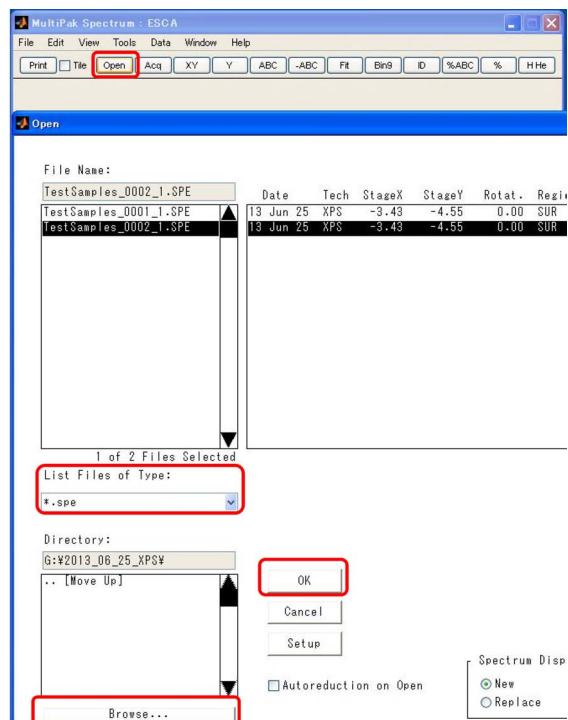 MultiPak Spectrum : ESCA
File Edit View Tools Data Window Help
Print Tile Open Acq XY Y ABC -ABC Fit Bin9 ID %ABC % H He
Open
File Name:
TestSamples_0002_1.SPE
Date Tech StageX StageY Rotat.
TestSamples_0001_1.SPE 13 Jun 25 XPS -3.43 -4.55 0.00 SUR
TestSamples_0002_1.SPE 13 Jun 25 XPS -3.43 -4.55 0.00 SUR
1 of 2 Files Selected
List Files of Type:
*.spe
Directory:
G:¥2013_06_25_XPS¥
.. [Move Up]
OK
Cancel
Setup
Spectrum Disp
Autoreduction on Open
New
Replace
Browse...